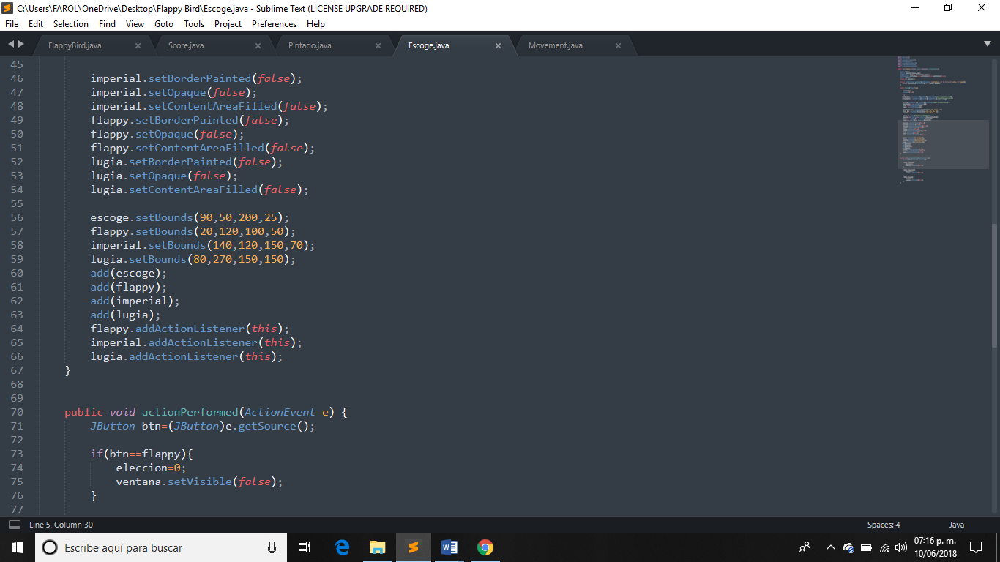 C:\Users\FAROL\OneDrive\Desktop\Flappy Bird\Escoge.java - Sublime Text (LICENSE UPGRADE REQUIRED)
File Edit Selection Find View Goto Tools Project Preferences Help
FlappyBird.java Score.java Pintado.java Escoge.java Movement.java
45
46 imperial.setBorderPainted(false);
47 imperial.setOpaque(false);
48 imperial.setContentAreaFilled(false);
49 flappy.setBorderPainted(false);
50 flappy.setOpaque(false);
51 flappy.setContentAreaFilled(false);
52 lugia.setBorderPainted(false);
53 lugia.setOpaque(false);
54 lugia.setContentAreaFilled(false);
55
56 escoge.setBounds(90,50,200,25);
57 flappy.setBounds(20,120,100,50);
58 imperial.setBounds(140,120,150,70);
59 lugia.setBounds(80,270,150,150);
60 add(escoge);
61 add(flappy);
62 add(imperial);
63 add(lugia);
64 flappy.addActionListener(this);
65 imperial.addActionListener(this);
66 lugia.addActionListener(this);
67 }
68
69
70 public void actionPerformed(ActionEvent e) {
71 JButton btn=(JButton)e.getSource();
72
73 if(btn==flappy){
74 eleccion=0;
75 ventana.setVisible(false);
76 }
77
Line 5, Column 30 Spaces: 4 Java
Escribe aquí para buscar
07:16 p. m.
10/06/2018